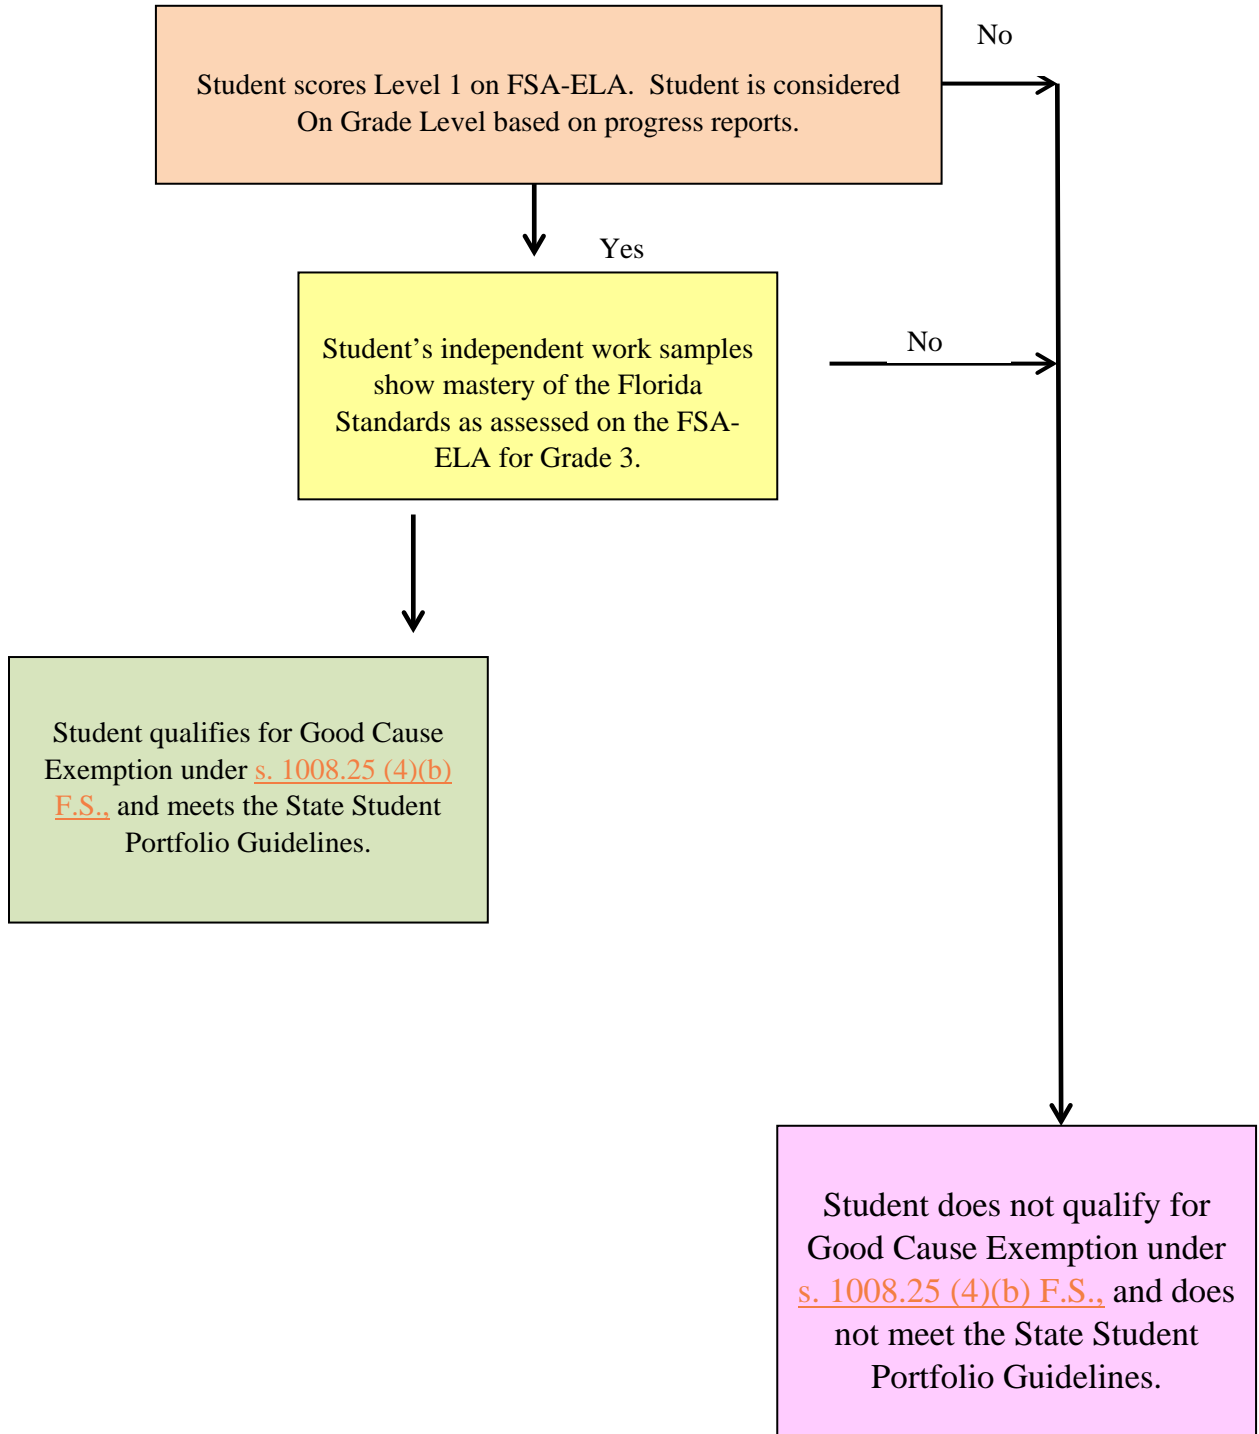 No
Student scores Level 1 on FSA-ELA.  Student is considered
On Grade Level based on progress reports.
Yes
Student’s independent work samples
show mastery of the Florida
Standards as assessed on the FSA-
ELA for Grade 3.
No
Student qualifies for Good Cause
Exemption under s. 1008.25 (4)(b)
F.S., and meets the State Student
Portfolio Guidelines.
Student does not qualify for
Good Cause Exemption under
s. 1008.25 (4)(b) F.S., and does
not meet the State Student
Portfolio Guidelines.